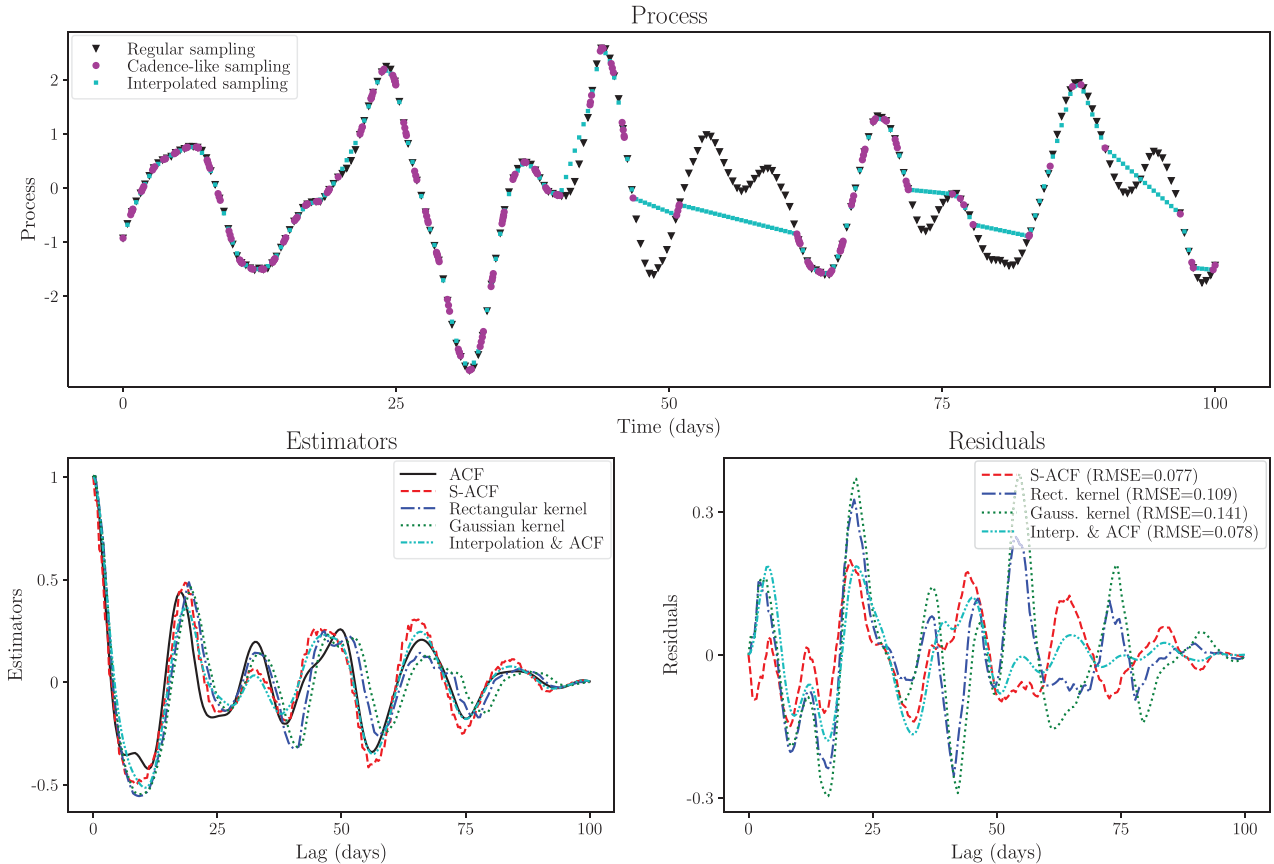 Process
Regular sampling
Cadence-like sampling
Interpolated sampling
Process
2
1
0
-1
-2
0
25
50
75
100
Time (days)
Estimators
ACF
S-ACF
Rectangular kernel
Gaussian kernel
Interpolation & ACF
Estimators
1
0.5
0
-0.5
0
25
50
75
100
Lag (days)
Residuals
S-ACF (RMSE=0.077)
Rect. kernel (RMSE=0.109)
Gauss. kernel (RMSE=0.141)
Interp. & ACF (RMSE=0.078)
Residuals
0.3
0
-0.3
0
25
50
75
100
Lag (days)